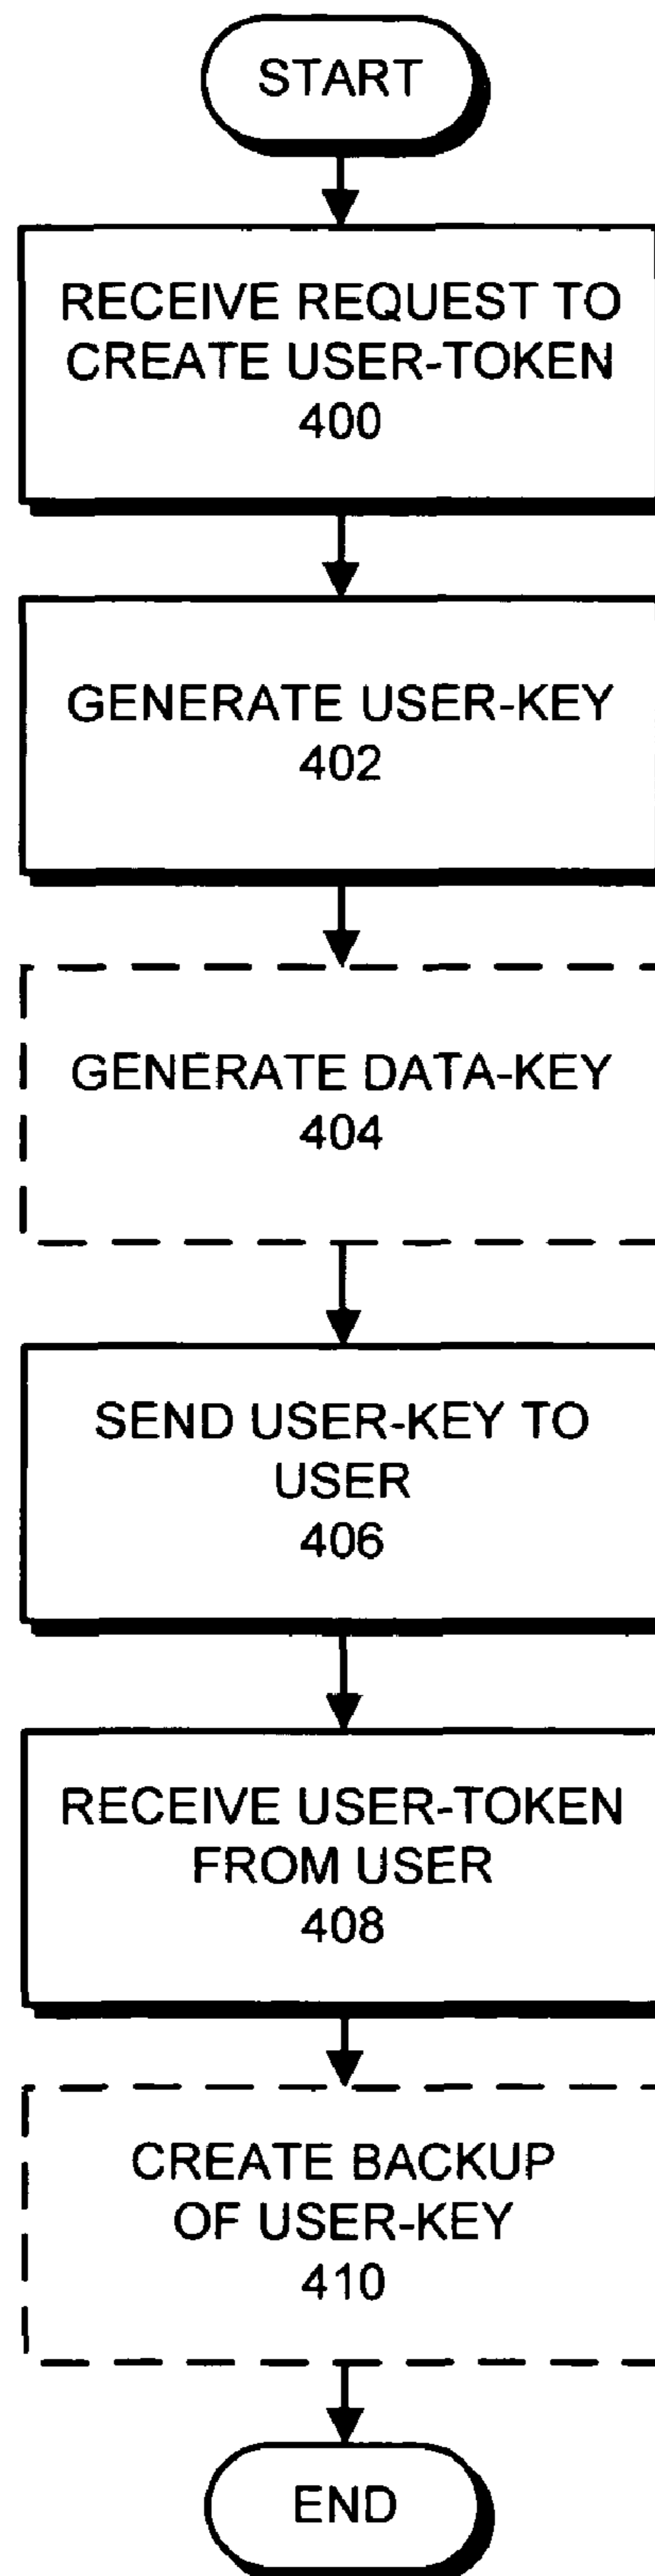 START
RECEIVE REQUEST TO
CREATE USER-TOKEN
400
GENERATE USER-KEY
402
GENERATE DATA-KEY
404
SEND USER-KEY TO
USER
406
RECEIVE USER-TOKEN
FROM USER
408
CREATE BACKUP
OF USER-KEY
410
END